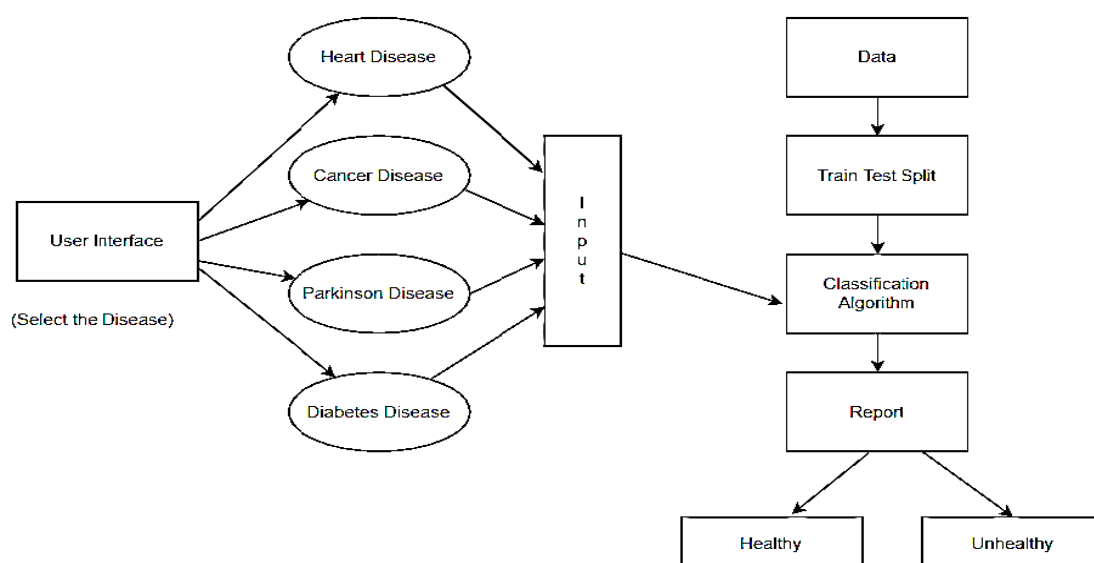 Heart Disease
Cancer Disease
User Interface
(Select the Disease)
Parkinson Disease
Diabetes Disease
Input
Data
Train Test Split
Classification
Algorithm
Report
Healthy
Unhealthy